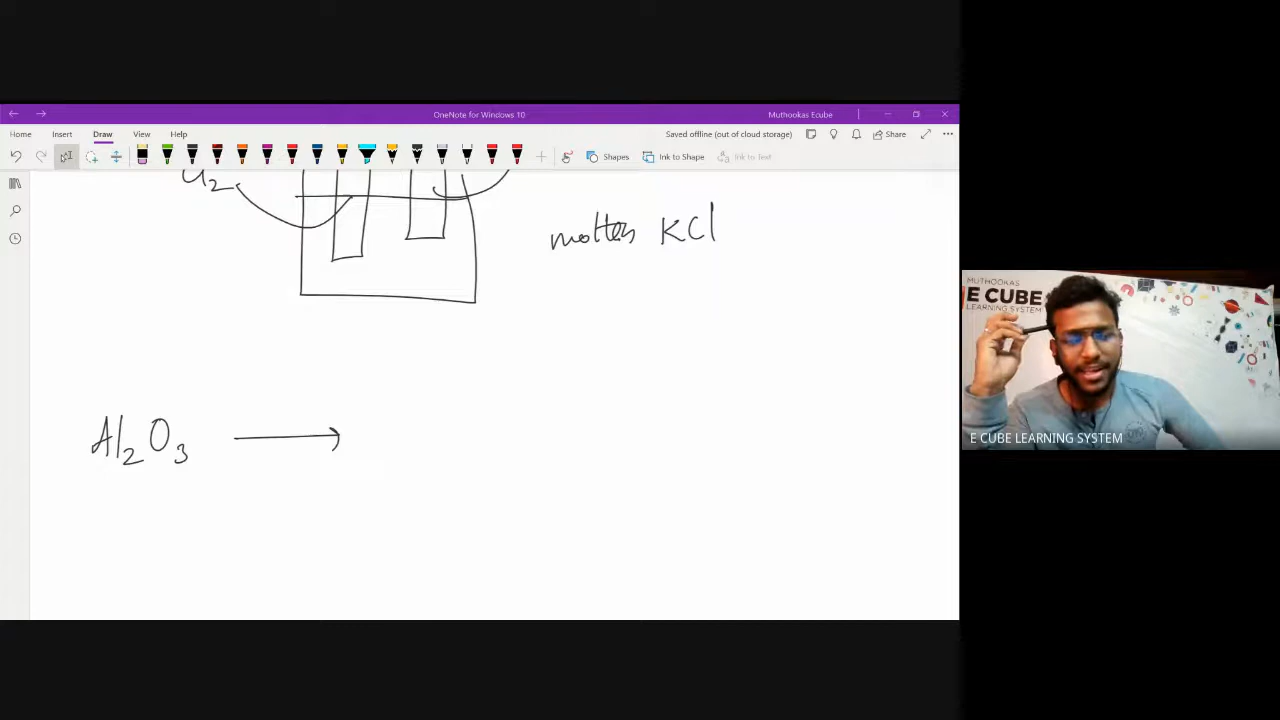 OneNote for Windows 10
Muthookas Ecube
Home Insert Draw View Help
Saved offline (out of cloud storage)
Share
Shapes
Ink to Shape
Ink to Text
molten KCl
Al2O3
MUTHOOKAS
E CUBE
LEARNING SYSTEM
E CUBE LEARNING SYSTEM